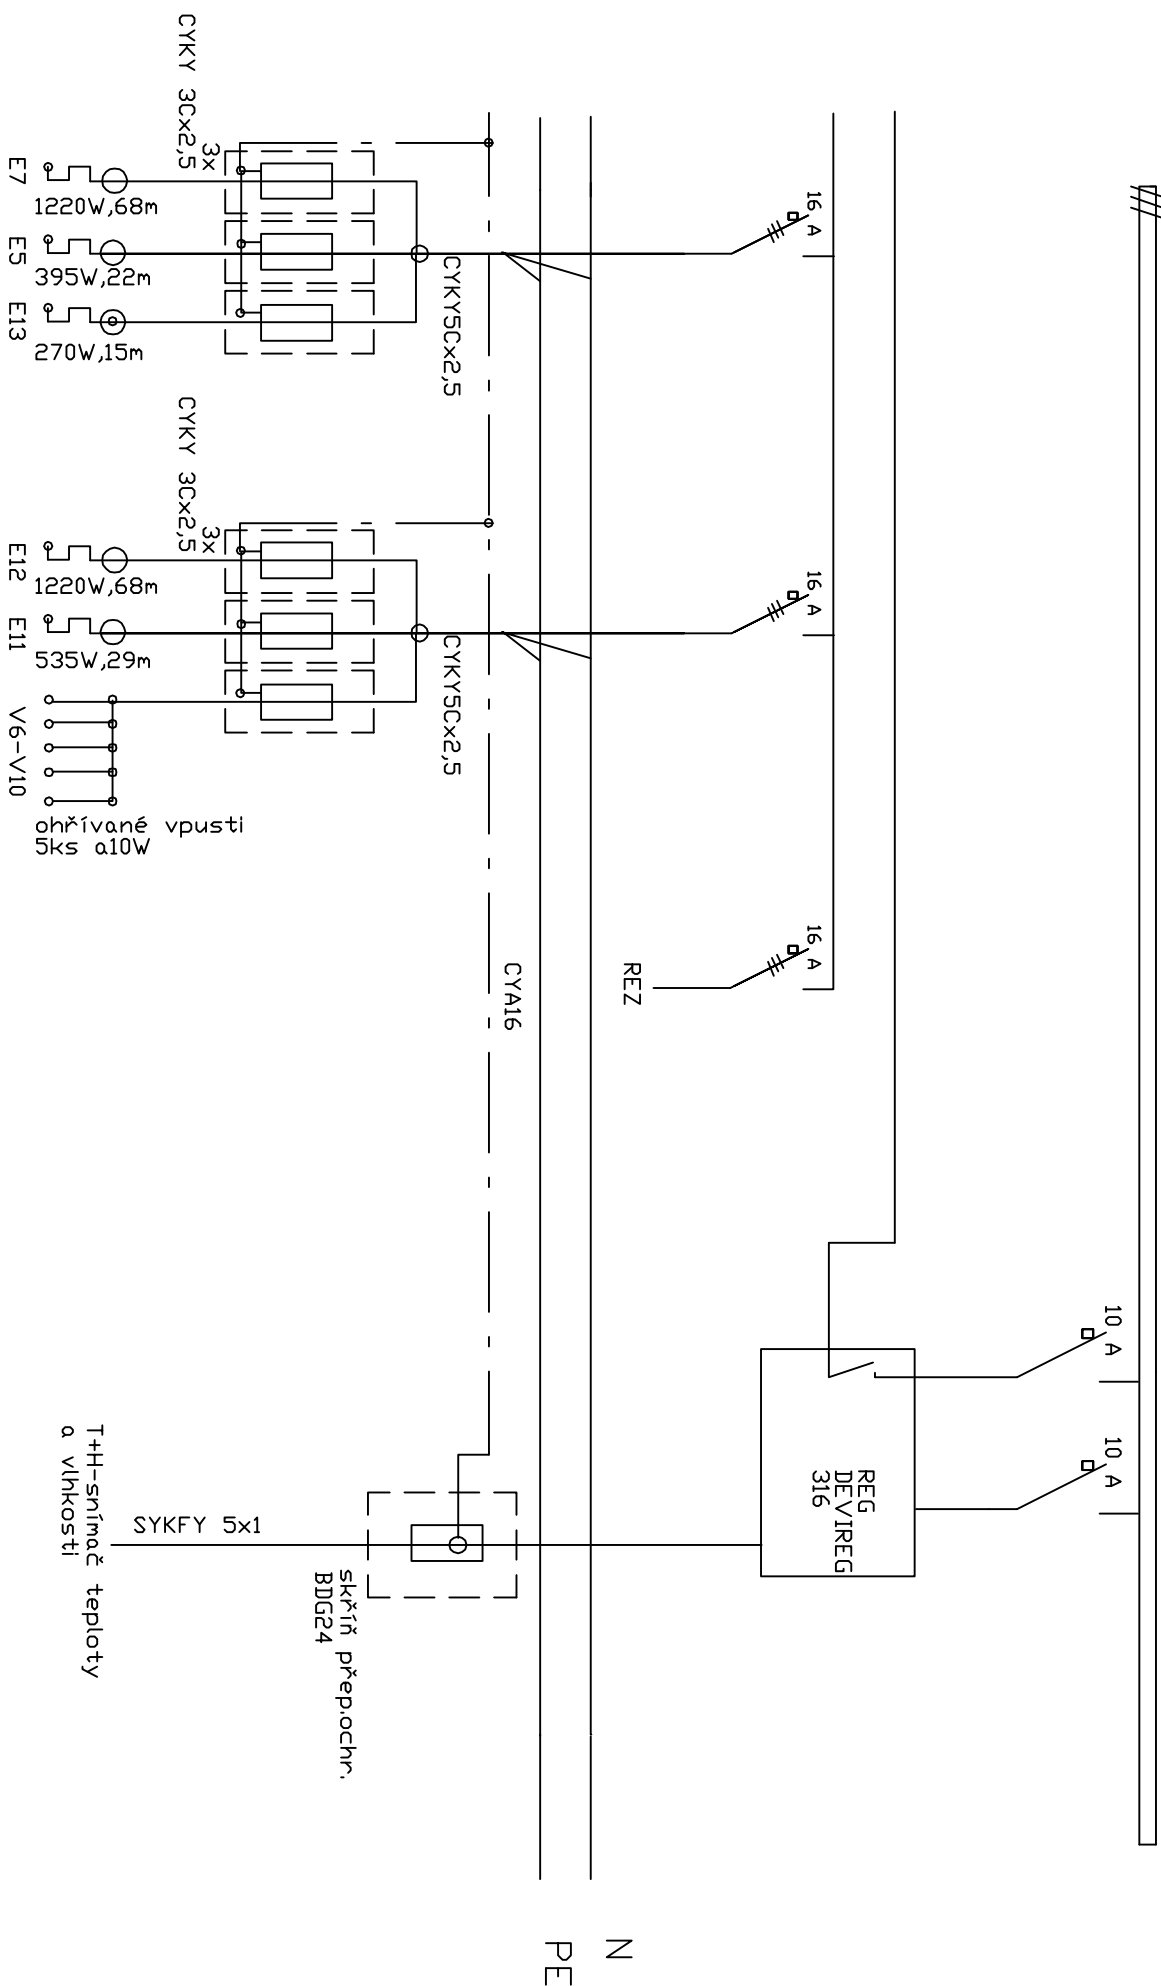 CYKY 3Cx2,5
3x
E7
1220W,68m
E5
395W,22m
E13
270W,15m
CYKY5Cx2,5
16 A
CYKY 3Cx2,5
3x
E12
1220W,68m
E11
535W,29m
V6-V10
ohřívané vpusti
5ks a10W
CYKY5Cx2,5
16 A
CYA16
REZ
16 A
10 A
10 A
REG
DEVIREG
316
T+H-snímač teploty
a vlhkosti
SYKFY 5x1
skříň přep.ochr.
BDG24
N
PE